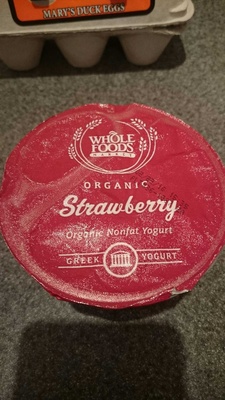 MARY'S DUCK EGGS
WHOLE
FOODS
MARKET
ORGANIC
Strawberry
Organic Nonfat Yogurt
GREEK YOGURT